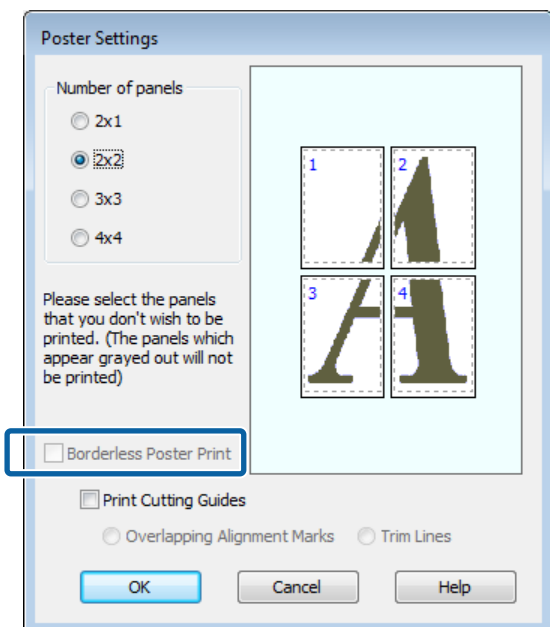 Poster Settings
Number of panels
2x1
2x2
3x3
4x4
1
2
3
4
Please select the panels
that you don't wish to be
printed. (The panels which
appear grayed out will not
be printed)
Borderless Poster Print
Print Cutting Guides
Overlapping Alignment Marks
Trim Lines
OK
Cancel
Help